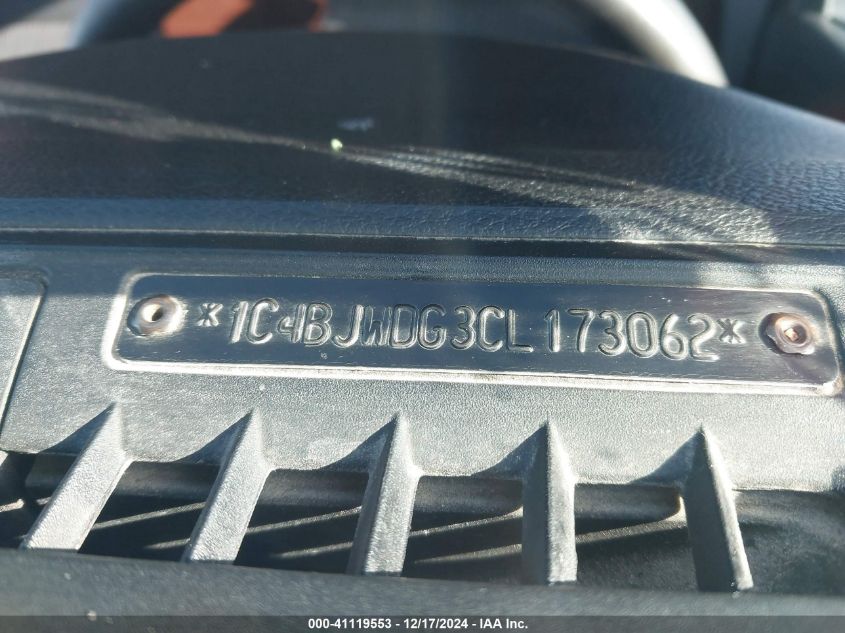 *1C4BJWDG3CL173062*
000-41119553 - 12/17/2024 - IAA Inc.